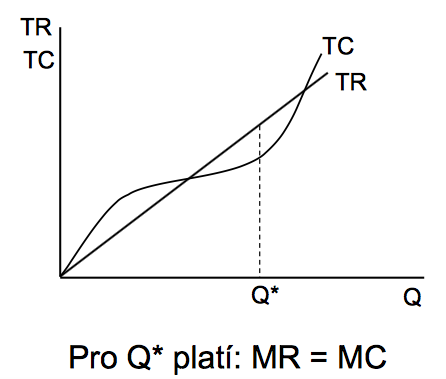 TR
TC
TC
TR
Q*
Q
Pro Q* platí: MR = MC